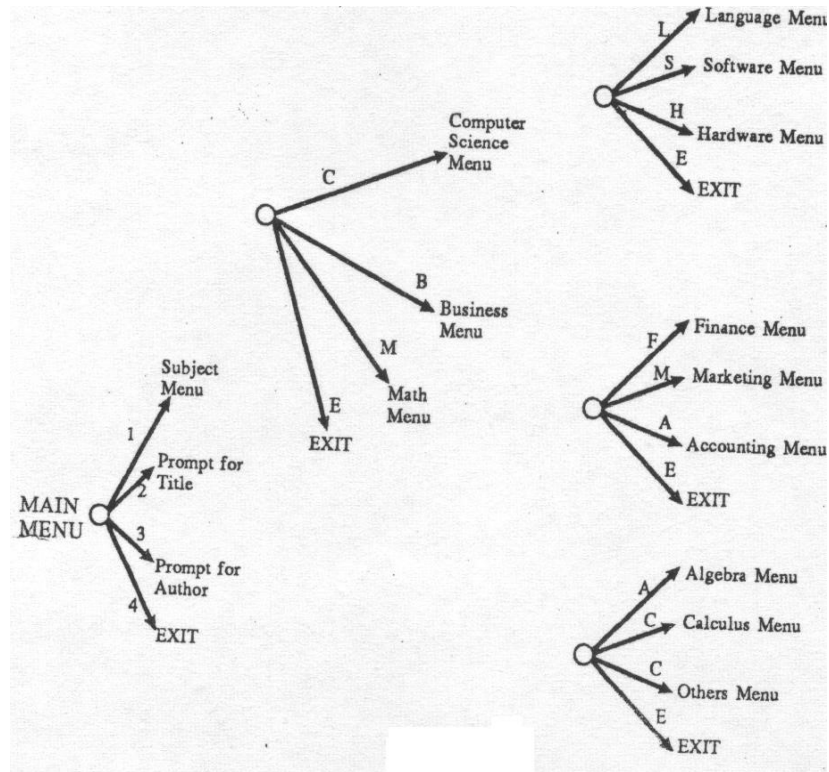 L
Language Menu
S
Software Menu
H
Hardware Menu
E
EXIT
C
Computer
Science
Menu
B
Business
Menu
M
Math
Menu
E
EXIT
F
Finance Menu
M
Marketing Menu
A
Accounting Menu
E
EXIT
MAIN
MENU
1
Subject
Menu
2
Prompt for
Title
3
Prompt for
Author
4
EXIT
A
Algebra Menu
C
Calculus Menu
C
Others Menu
E
EXIT